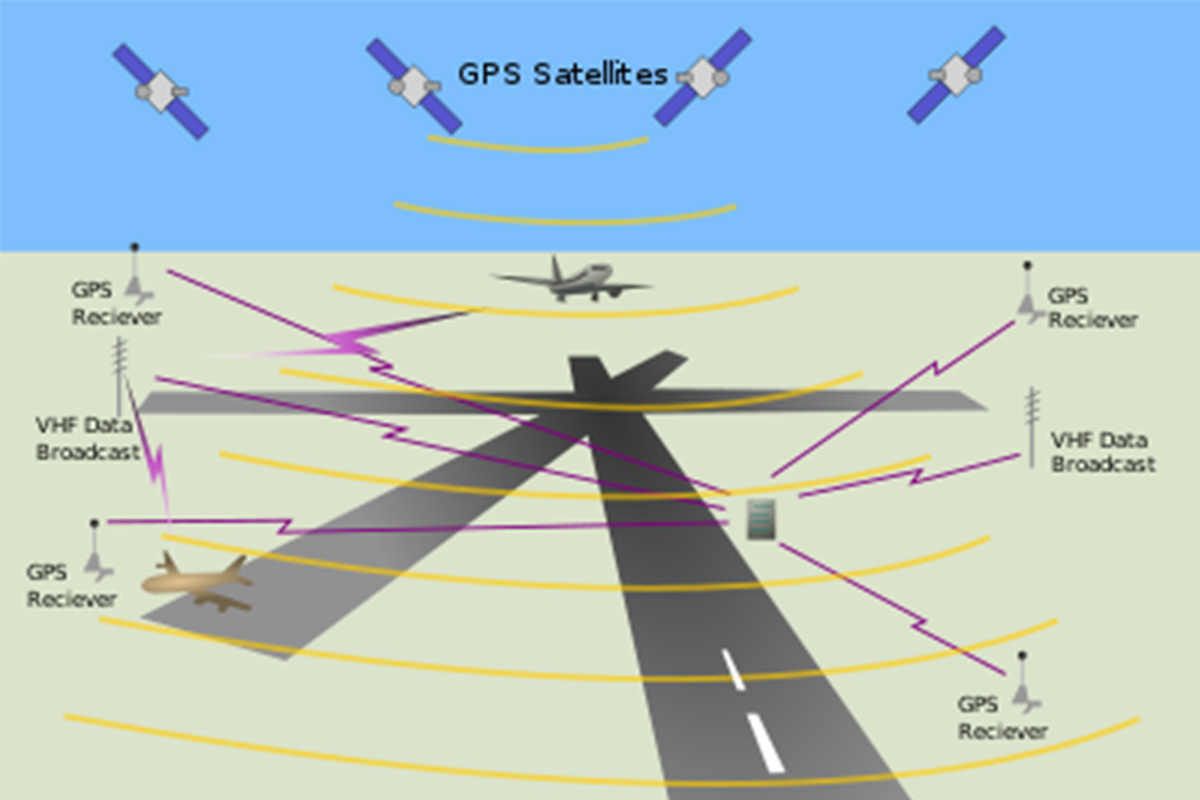 GPS Satellites
GPS
Reciever
GPS
Reciever
VHF Data
Broadcast
VHF Data
Broadcast
GPS
Reciever
GPS
Reciever